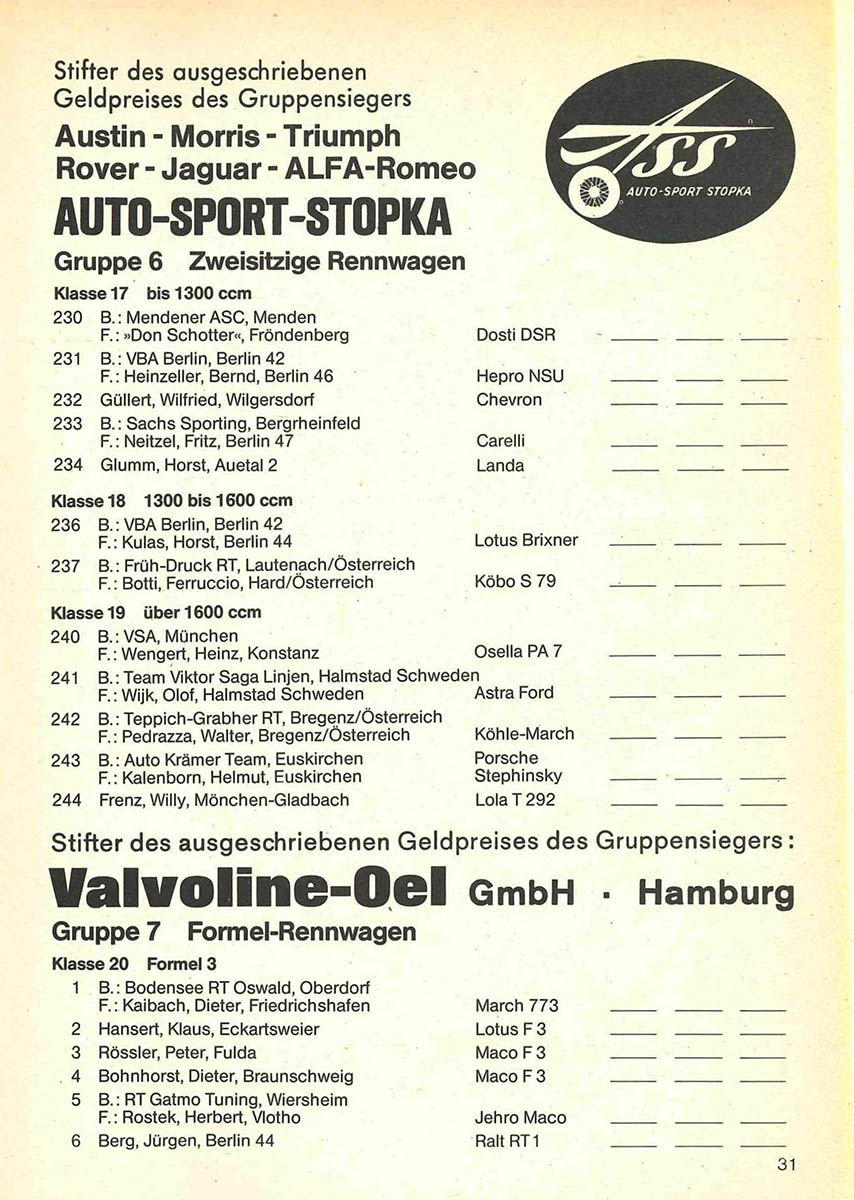 Stifter des ausgeschriebenen
Geldpreises des Gruppensiegers
Austin - Morris - Triumph
Rover - Jaguar - ALFA-Romeo
AUTO-SPORT-STOPKA
ASS
AUTO-SPORT STOPKA
Gruppe 6 Zweisitzige Rennwagen
Klasse 17 bis 1300 ccm
230 B.: Mendener ASC, Menden
F.: »Don Schotter«, Fröndenberg Dosti DSR
231 B.: VBA Berlin, Berlin 42
F.: Heinzeller, Bernd, Berlin 46 Hepro NSU
232 Güllert, Wilfried, Wilgersdorf Chevron
233 B.: Sachs Sporting, Bergrheinfeld
F.: Neitzel, Fritz, Berlin 47 Carelli
234 Glumm, Horst, Auetal 2 Landa
Klasse 18 1300 bis 1600 ccm
236 B.: VBA Berlin, Berlin 42
F.: Kulas, Horst, Berlin 44 Lotus Brixner
237 B.: Früh-Druck RT, Lautenach/Österreich
F.: Botti, Ferruccio, Hard/Österreich Köbo S 79
Klasse 19 über 1600 ccm
240 B.: VSA, München
F.: Wengert, Heinz, Konstanz Osella PA 7
241 B.: Team Viktor Saga Linjen, Halmstad Schweden
F.: Wijk, Olof, Halmstad Schweden Astra Ford
242 B.: Teppich-Grabher RT, Bregenz/Österreich
F.: Pedrazza, Walter, Bregenz/Österreich Köhle-March
243 B.: Auto Krämer Team, Euskirchen Porsche
F.: Kalenborn, Helmut, Euskirchen Stephinsky
244 Frenz, Willy, Mönchen-Gladbach Lola T 292
Stifter des ausgeschriebenen Geldpreises des Gruppensiegers:
Valvoline-Oel GmbH · Hamburg
Gruppe 7 Formel-Rennwagen
Klasse 20 Formel 3
1 B.: Bodensee RT Oswald, Oberdorf
F.: Kaibach, Dieter, Friedrichshafen March 773
2 Hansert, Klaus, Eckartsweier Lotus F 3
3 Rössler, Peter, Fulda Maco F 3
4 Bohnhorst, Dieter, Braunschweig Maco F 3
5 B.: RT Gatmo Tuning, Wiersheim
F.: Rostek, Herbert, Vlotho Jehro Maco
6 Berg, Jürgen, Berlin 44 Ralt RT 1
31